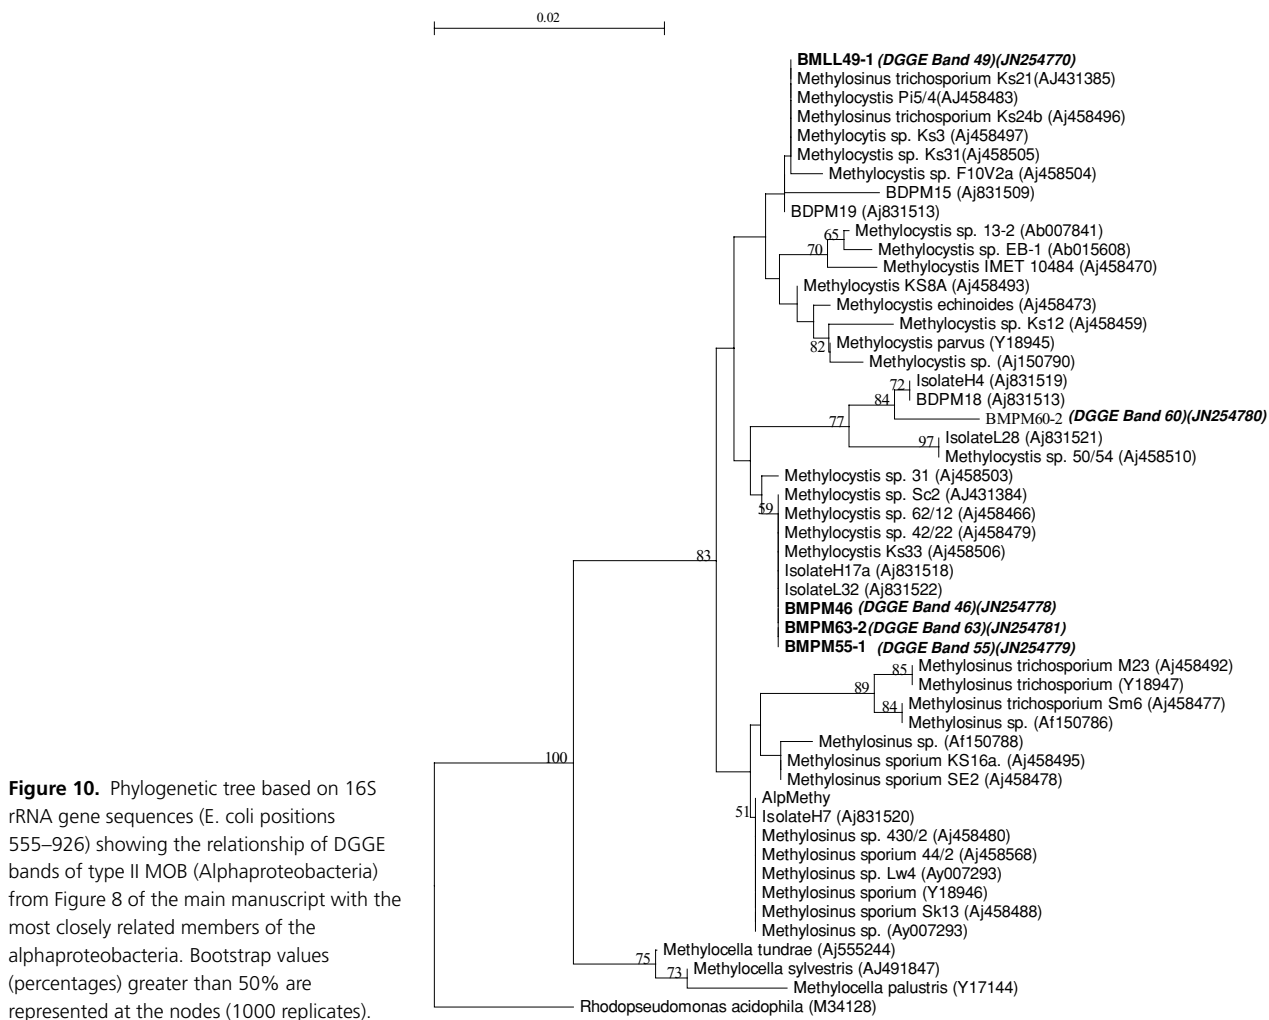 0.02
BMLL49-1 (DGGE Band 49)(JN254770)
Methylosinus trichosporium Ks21(AJ431385)
Methylocystis Pi5/4(AJ458483)
Methylosinus trichosporium Ks24b (Aj458496)
Methylocytis sp. Ks3 (Aj458497)
Methylocystis sp. Ks31(Aj458505)
Methylocystis sp. F10V2a (Aj458504)
BDPM15 (Aj831509)
BDPM19 (Aj831513)
65 Methylocystis sp. 13-2 (Ab007841)
70 Methylocystis sp. EB-1 (Ab015608)
Methylocystis IMET 10484 (Aj458470)
Methylocystis KS8A (Aj458493)
Methylocystis echinoides (Aj458473)
Methylocystis sp. Ks12 (Aj458459)
82 Methylocystis parvus (Y18945)
Methylocystis sp. (Aj150790)
72 IsolateH4 (Aj831519)
84 BDPM18 (Aj831513)
77 BMPM60-2 (DGGE Band 60)(JN254780)
97 IsolateL28 (Aj831521)
Methylocystis sp. 50/54 (Aj458510)
Methylocystis sp. 31 (Aj458503)
Methylocystis sp. Sc2 (AJ431384)
59 Methylocystis sp. 62/12 (Aj458466)
Methylocystis sp. 42/22 (Aj458479)
83 Methylocystis Ks33 (Aj458506)
IsolateH17a (Aj831518)
IsolateL32 (Aj831522)
BMPM46 (DGGE Band 46)(JN254778)
BMPM63-2(DGGE Band 63)(JN254781)
BMPM55-1 (DGGE Band 55)(JN254779)
85 Methylosinus trichosporium M23 (Aj458492)
89 Methylosinus trichosporium (Y18947)
84 Methylosinus trichosporium Sm6 (Aj458477)
Methylosinus sp. (Af150786)
Methylosinus sp. (Af150788)
100 Methylosinus sporium KS16a. (Aj458495)
Methylosinus sporium SE2 (Aj458478)
AlpMethy
51 IsolateH7 (Aj831520)
Methylosinus sp. 430/2 (Aj458480)
Methylosinus sporium 44/2 (Aj458568)
Methylosinus sp. Lw4 (Ay007293)
Methylosinus sporium (Y18946)
Methylosinus sporium Sk13 (Aj458488)
Methylosinus sp. (Ay007293)
75 Methylocella tundrae (Aj555244)
73 Methylocella sylvestris (AJ491847)
Methylocella palustris (Y17144)
Rhodopseudomonas acidophila (M34128)
Figure 10. Phylogenetic tree based on 16S
rRNA gene sequences (E. coli positions
555–926) showing the relationship of DGGE
bands of type II MOB (Alphaproteobacteria)
from Figure 8 of the main manuscript with the
most closely related members of the
alphaproteobacteria. Bootstrap values
(percentages) greater than 50% are
represented at the nodes (1000 replicates).